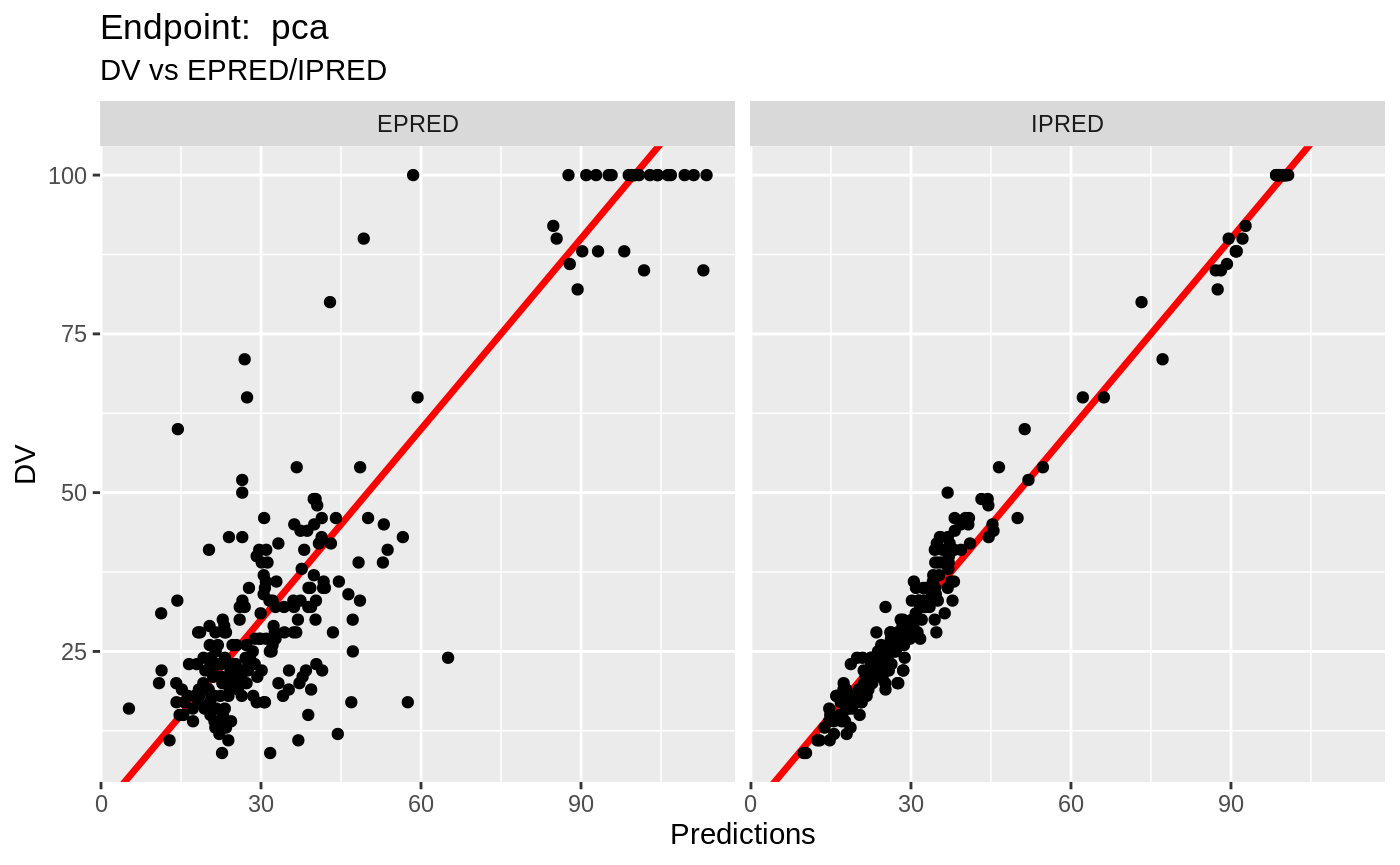 Endpoint:  pca
DV vs EPRED/IPRED
EPRED IPRED
100
75
50
25
DV
0 30 60 90 0 30 60 90
Predictions